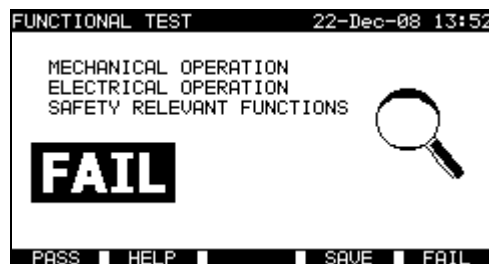 FUNCTIONAL TEST 22-Dec-08 13:52
MECHANICAL OPERATION
ELECTRICAL OPERATION
SAFETY RELEVANT FUNCTIONS
FAIL
PASS HELP SAVE FAIL